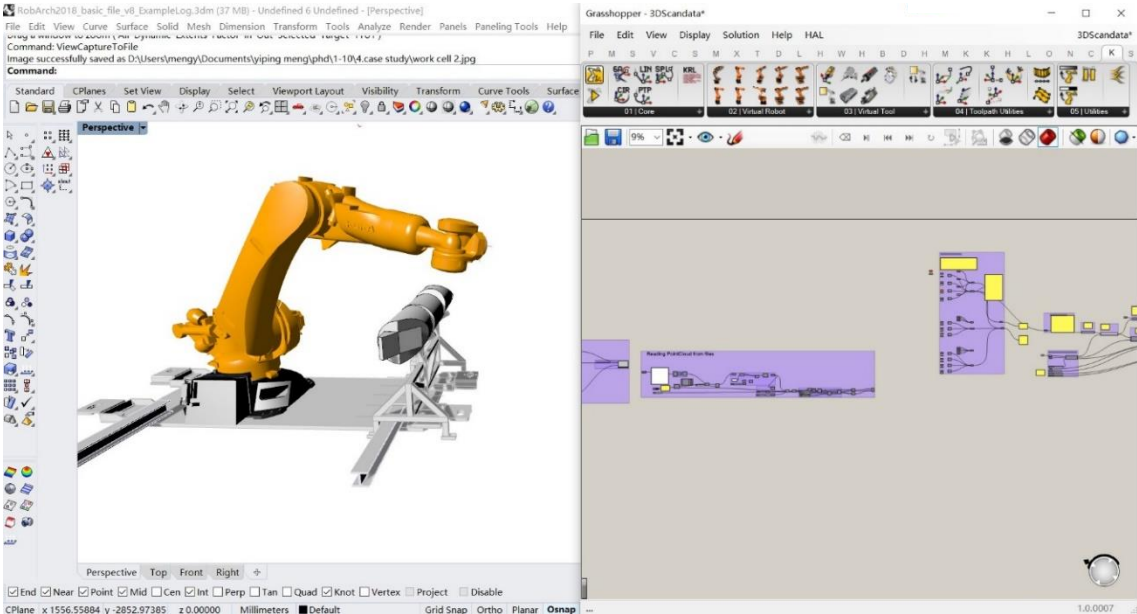 RobArch2018_basic_file_v8_ExampleLog.3dm (37 MB) - Undefined 6 Undefined - [Perspective]
File Edit View Curve Surface Solid Mesh Dimension Transform Tools Analyze Render Panels Paneling Tools Help
Command: ViewCaptureToFile
Image successfully saved as D:\Users\mengy\Documents\yiping meng\phd\1-10\4.case study\work cell 2.jpg
Command:
Standard CPlanes Set View Display Select Viewport Layout Visibility Transform Curve Tools Surface
Perspective
Perspective Top Front Right
End Near Point Mid Cen Int Perp Tan Quad Knot Vertex Project Disable
CPlane x 1556.55884 y -2852.97385 z 0.00000 Millimeters Default Grid Snap Ortho Planar Osnap
Grasshopper - 3DScandata*
File Edit View Display Solution Help HAL 3DScandata*
P M S V C S M X T D L H W H B D H M K K H L O N C K S
LIN KRL
CIR PTP
01 | Core 02 | Virtual Robot 03 | Virtual Tool 04 | Toolpath Utilities 05 | Utilities
9%
Reading PointCloud from files
1.0.0007